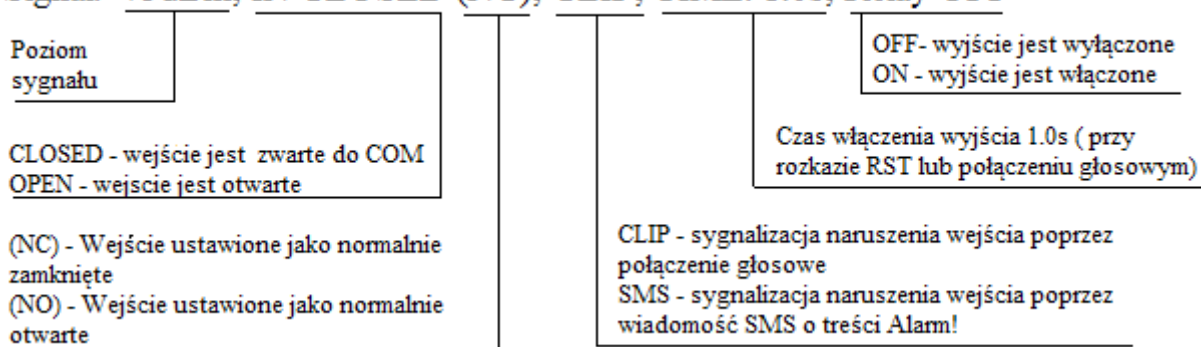 Poziom
sygnału
OFF- wyjście jest wyłączone
ON - wyjście jest włączone
CLOSED - wejście jest zwarte do COM
OPEN - wejscie jest otwarte
Czas włączenia wyjścia 1.0s ( przy
rozkazie RST lub połączeniu głosowym)
(NC) - Wejście ustawione jako normalnie
zamknięte
(NO) - Wejście ustawione jako normalnie
otwarte
CLIP - sygnalizacja naruszenia wejścia poprzez
połączenie głosowe
SMS - sygnalizacja naruszenia wejścia poprzez
wiadomość SMS o treści Alarm!